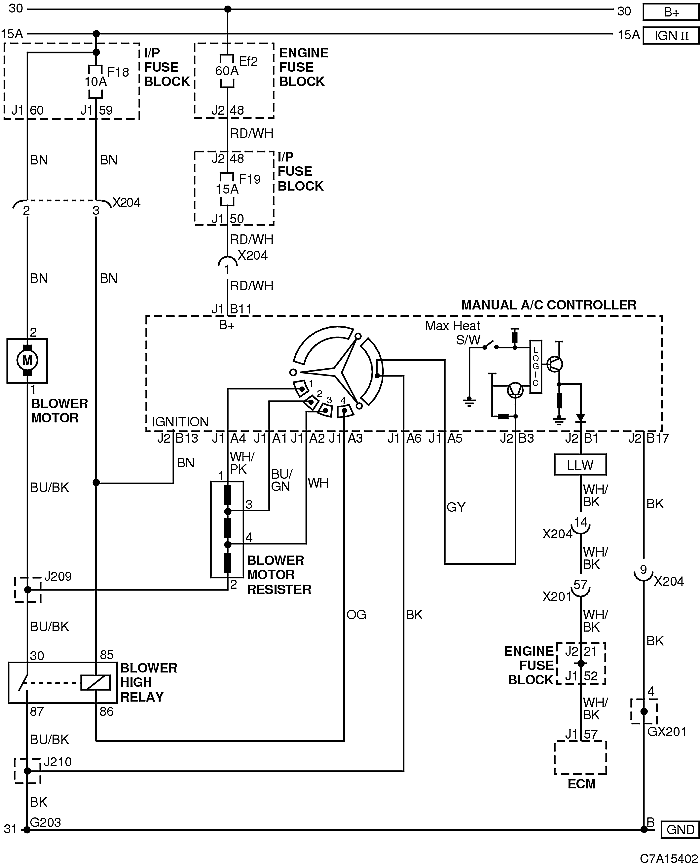 30
30
B+
15A
15A
IGN II
I/P
FUSE
BLOCK
F18
10A
J1 60
J1 59
ENGINE
FUSE
BLOCK
Ef2
60A
J2 48
RD/WH
J2 48
I/P
FUSE
BLOCK
F19
15A
J1 50
RD/WH
X204
1
RD/WH
BN
BN
2
3
X204
BN
BN
J1 B11
B+
MANUAL A/C CONTROLLER
Max Heat
S/W
LOGIC
2
M
1
BLOWER
MOTOR
1
2
3
4
IGNITION
J2 B13
J1 A4
J1 A1
J1 A2
J1 A3
J1 A6
J1 A5
J2 B3
J2 B1
J2 B17
BN
WH/
PK
BU/
GN
WH
LLW
BU/BK
1
3
4
2
BLOWER
MOTOR
RESISTER
GY
WH/
BK
BK
14
X204
WH/
BK
9
X204
57
X201
J209
BU/BK
OG
BK
WH/
BK
BK
30
85
BLOWER
HIGH
RELAY
87
86
ENGINE
FUSE
BLOCK
J2 21
J1 52
WH/
BK
4
GX201
BU/BK
J1 57
ECM
J210
BK
31
G203
B
GND
C7A15402